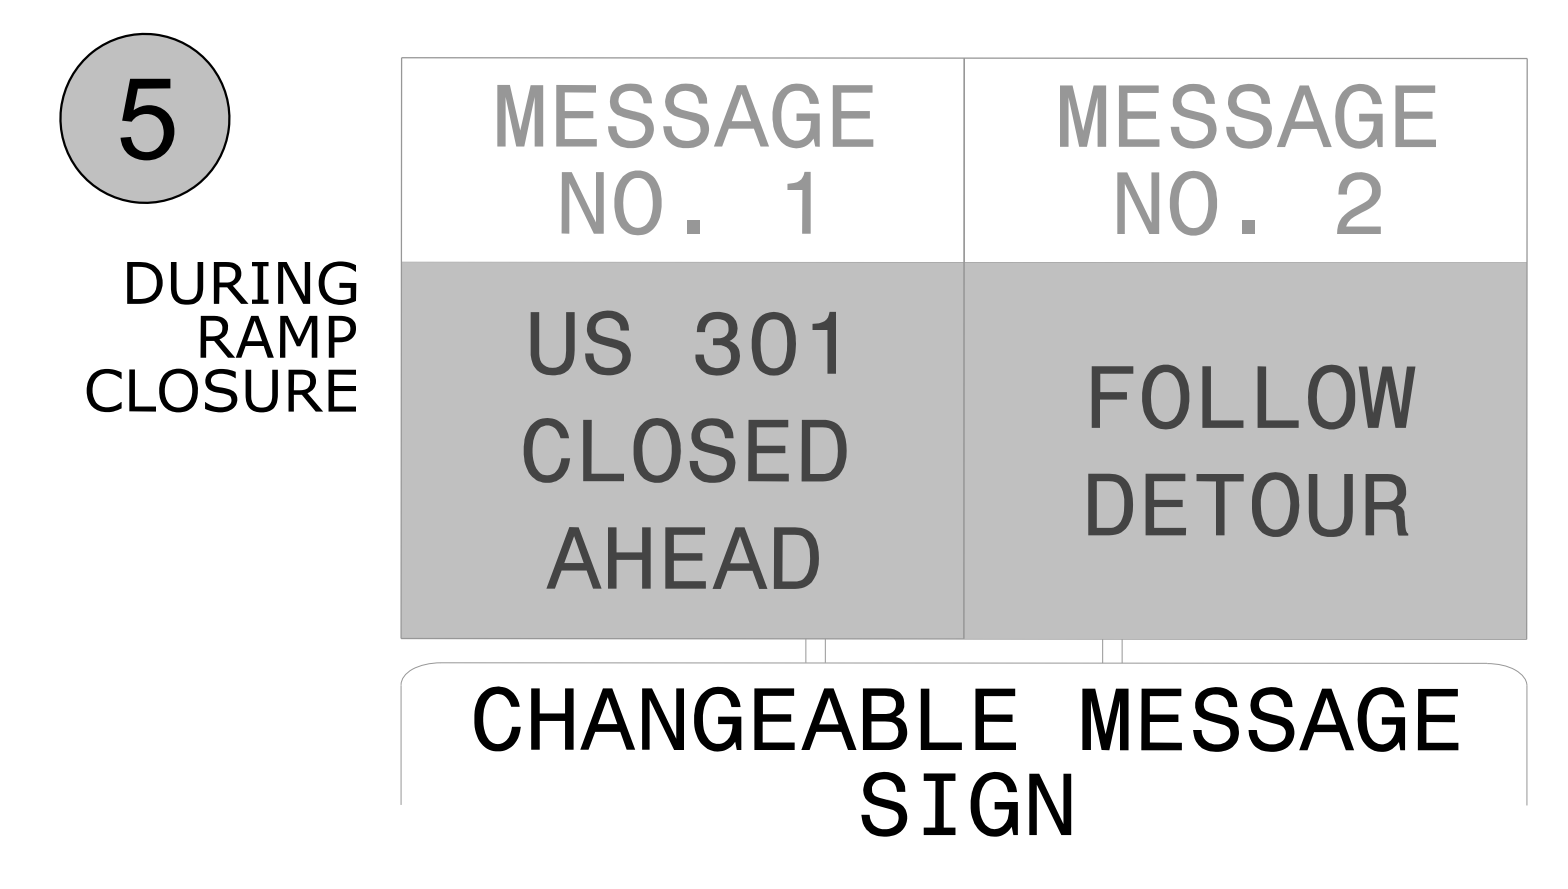 5
DURING
RAMP
CLOSURE
MESSAGE
NO. 1
US 301
CLOSED
AHEAD
MESSAGE
NO. 2
FOLLOW
DETOUR
CHANGEABLE MESSAGE
SIGN